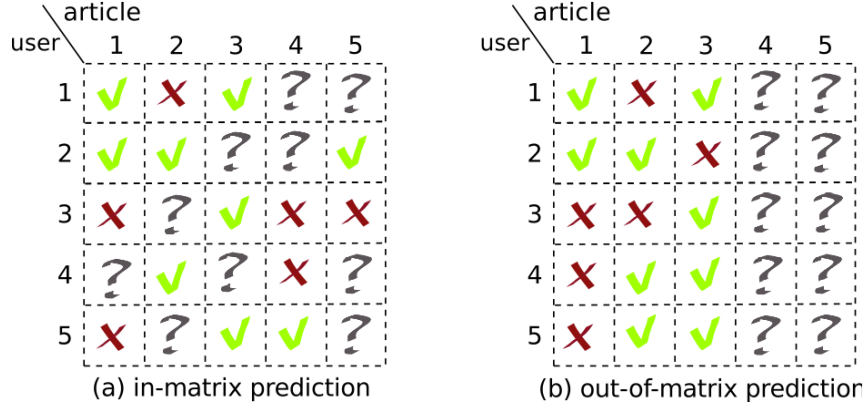 article
user 1 2 3 4 5
1 ✓ ✗ ✓ ? ?
2 ✓ ✓ ? ? ✓
3 ✗ ? ✓ ✗ ✗
4 ? ✓ ? ✗ ?
5 ✗ ? ✓ ✓ ?
(a) in-matrix prediction
article
user 1 2 3 4 5
1 ✓ ✗ ✓ ? ?
2 ✓ ✓ ✗ ? ?
3 ✗ ✗ ✓ ? ?
4 ✗ ✓ ✓ ? ?
5 ✗ ✓ ✓ ? ?
(b) out-of-matrix prediction